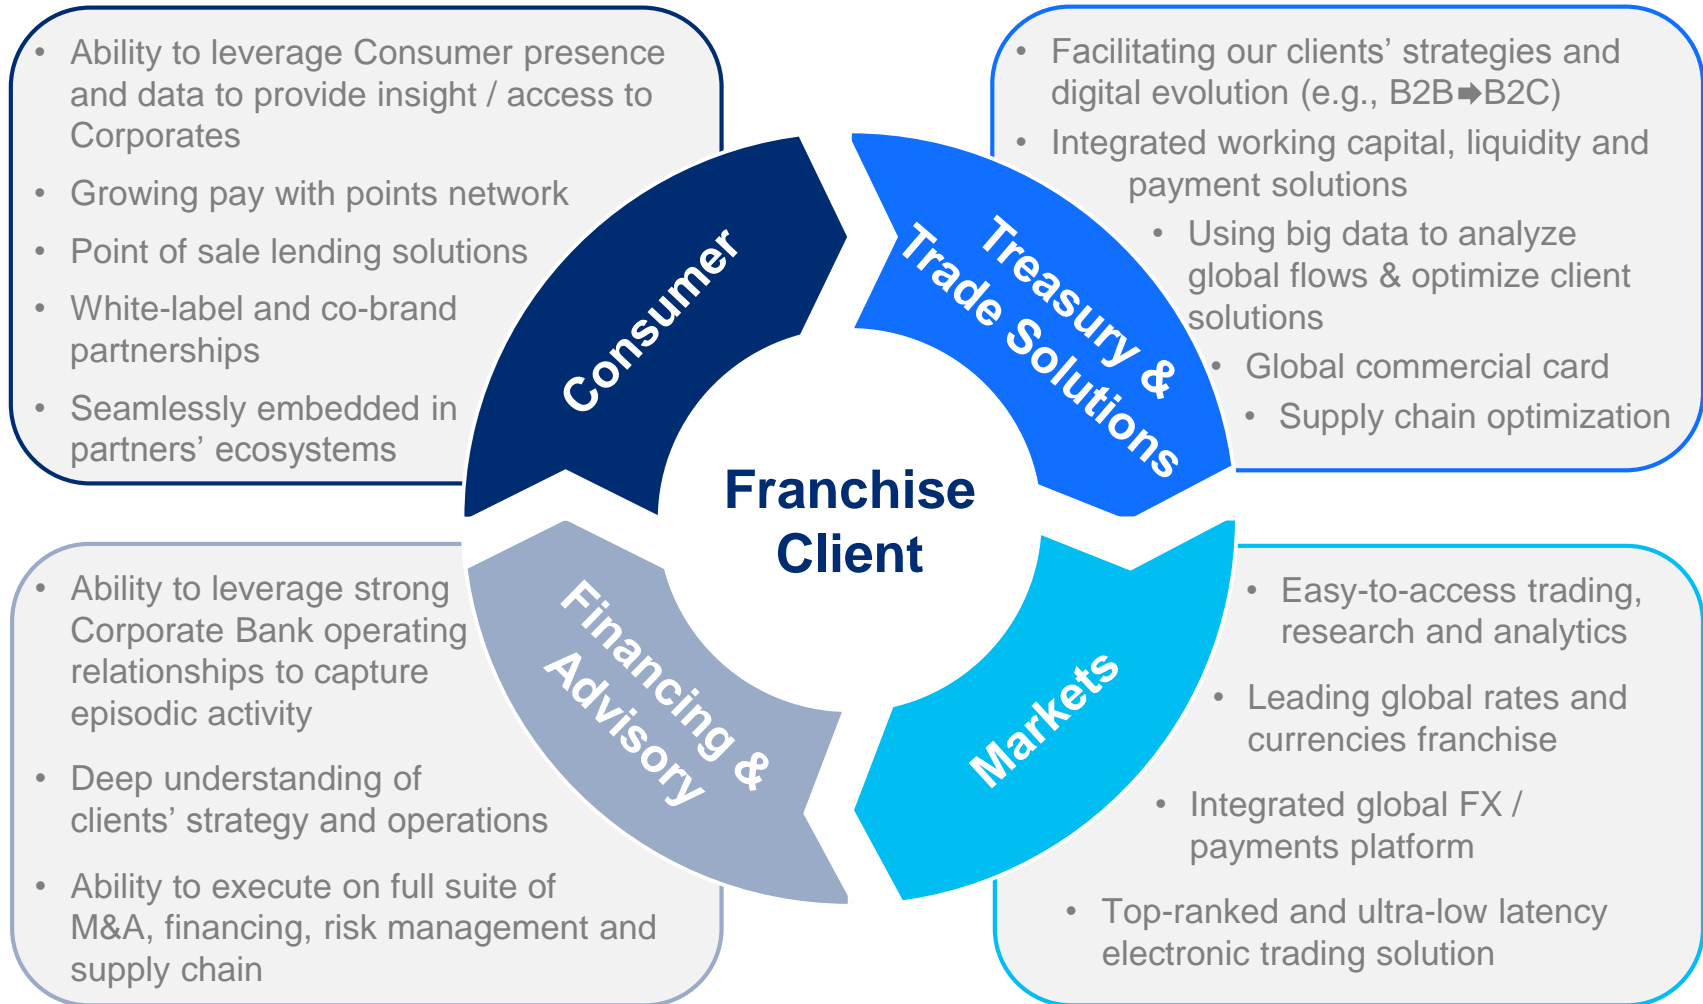 • Ability to leverage Consumer presence
and data to provide insight / access to
Corporates
• Growing pay with points network
• Point of sale lending solutions
• White-label and co-brand
partnerships
• Seamlessly embedded in
partners’ ecosystems
• Facilitating our clients’ strategies and
digital evolution (e.g., B2B➡B2C)
• Integrated working capital, liquidity and
payment solutions
• Using big data to analyze
global flows & optimize client
solutions
• Global commercial card
• Supply chain optimization
Consumer
Treasury &
Trade Solutions
Franchise
Client
Financing &
Advisory
Markets
• Ability to leverage strong
Corporate Bank operating
relationships to capture
episodic activity
• Deep understanding of
clients’ strategy and operations
• Ability to execute on full suite of
M&A, financing, risk management and
supply chain
• Easy-to-access trading,
research and analytics
• Leading global rates and
currencies franchise
• Integrated global FX /
payments platform
• Top-ranked and ultra-low latency
electronic trading solution